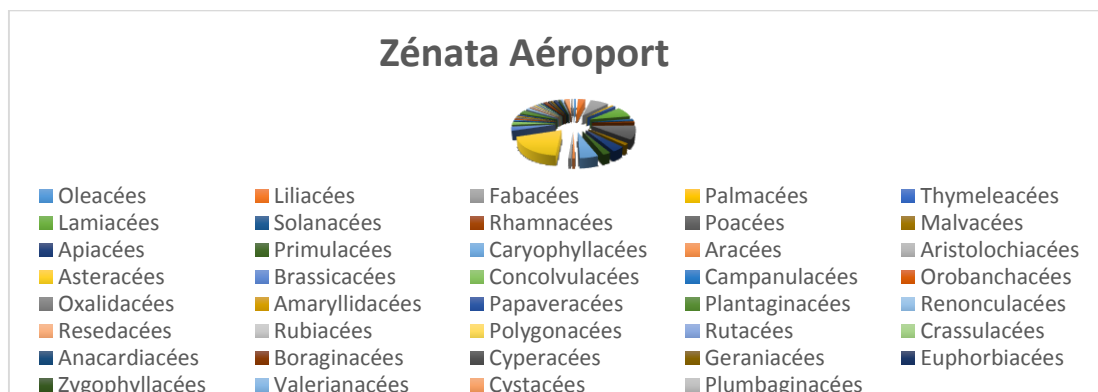 Zénata Aéroport
Oleacées Liliacées Fabacées Palmacées Thymeleacées
Lamiacées Solanacées Rhamnacées Poacées Malvacées
Apiacées Primulacées Caryophyllacées Aracées Aristolochiacées
Asteracées Brassicacées Concolvulacées Campanulacées Orobanchacées
Oxalidacées Amaryllidacées Papaveracées Plantaginacées Renonculacées
Resedacées Rubiacées Polygonacées Rutacées Crassulacées
Anacardiacées Boraginacées Cyperacées Geraniacées Euphorbiacées
Zygophyllacées Valerianacées Cystacées Plumbaginacées